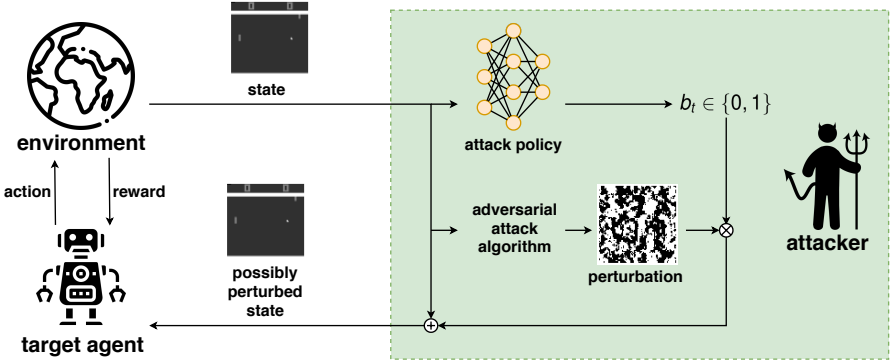 state
environment
action
reward
possibly
perturbed
state
target agent
attack policy
b_t ∈ {0, 1}
adversarial
attack
algorithm
perturbation
attacker